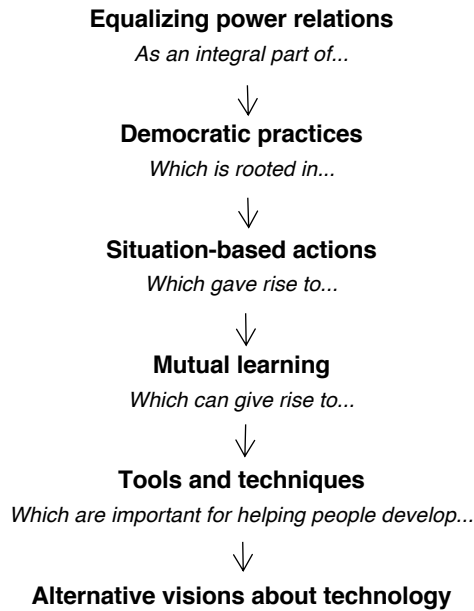 Equalizing power relations
As an integral part of...
Democratic practices
Which is rooted in...
Situation-based actions
Which gave rise to...
Mutual learning
Which can give rise to...
Tools and techniques
Which are important for helping people develop...
Alternative visions about technology